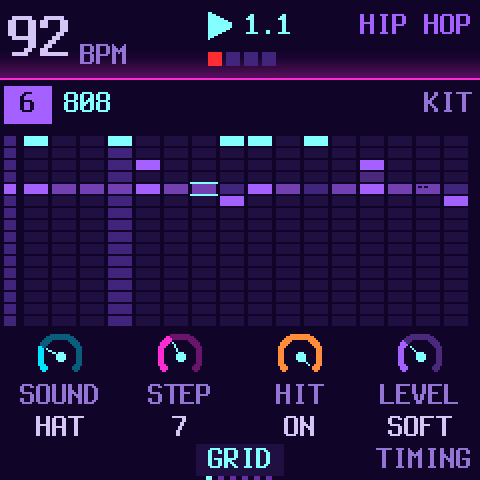 92 BPM 1.1 HIP HOP
6 808 KIT
SOUND STEP HIT LEVEL
HAT 7 ON SOFT
GRID TIMING